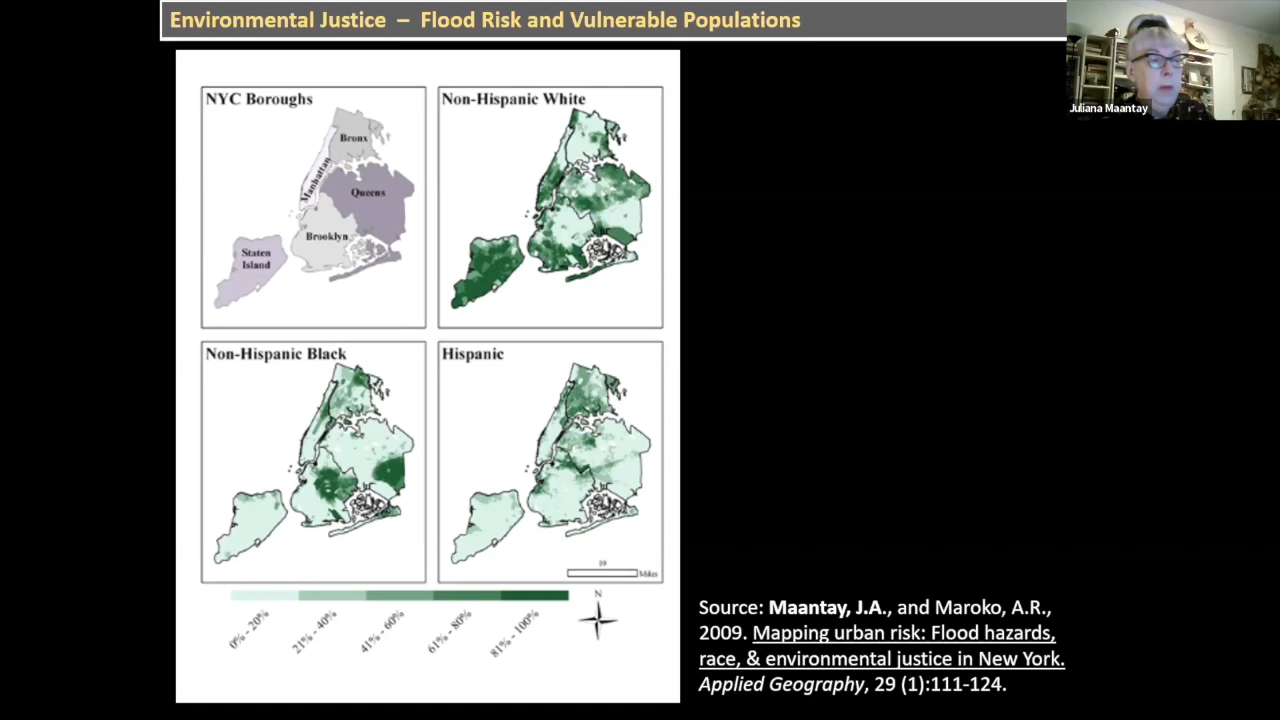 Environmental Justice – Flood Risk and Vulnerable Populations
Juliana Maantay
NYC Boroughs
Bronx
Manhattan
Queens
Brooklyn
Staten
Island
Non-Hispanic White
Non-Hispanic Black
Hispanic
10
Miles
0% - 20%
21% - 40%
41% - 60%
61% - 80%
81% - 100%
N
Source: Maantay, J.A., and Maroko, A.R.,
2009. Mapping urban risk: Flood hazards,
race, & environmental justice in New York.
Applied Geography, 29 (1):111-124.